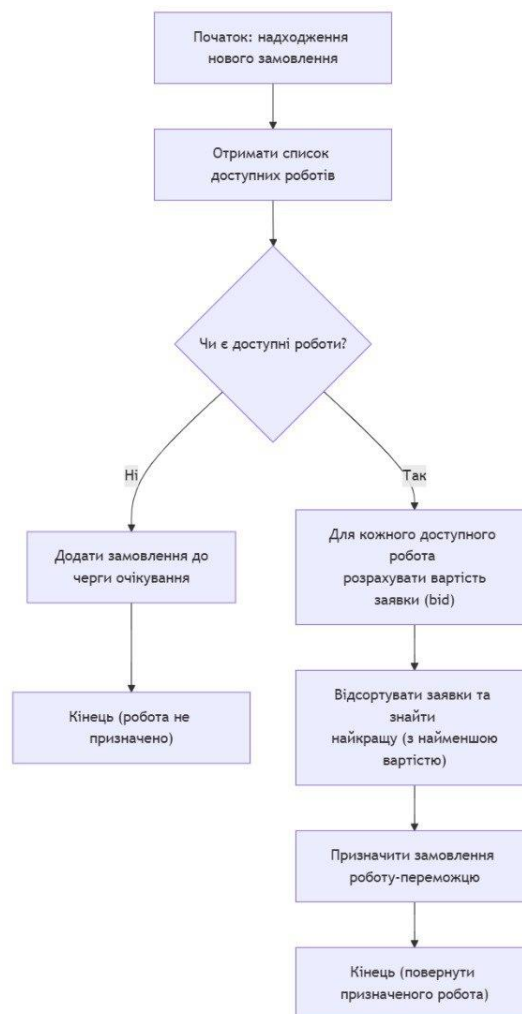 Початок: надходження
нового замовлення
Отримати список
доступних роботів
Чи є доступні роботи?
Ні
Так
Додати замовлення до
черги очікування
Кінець (робота не
призначено)
Для кожного доступного
робота
розрахувати вартість
заявки (bid)
Відсортувати заявки та
знайти
найкращу (з найменшою
вартістю)
Призначити замовлення
роботу-переможцю
Кінець (повернути
призначеного робота)